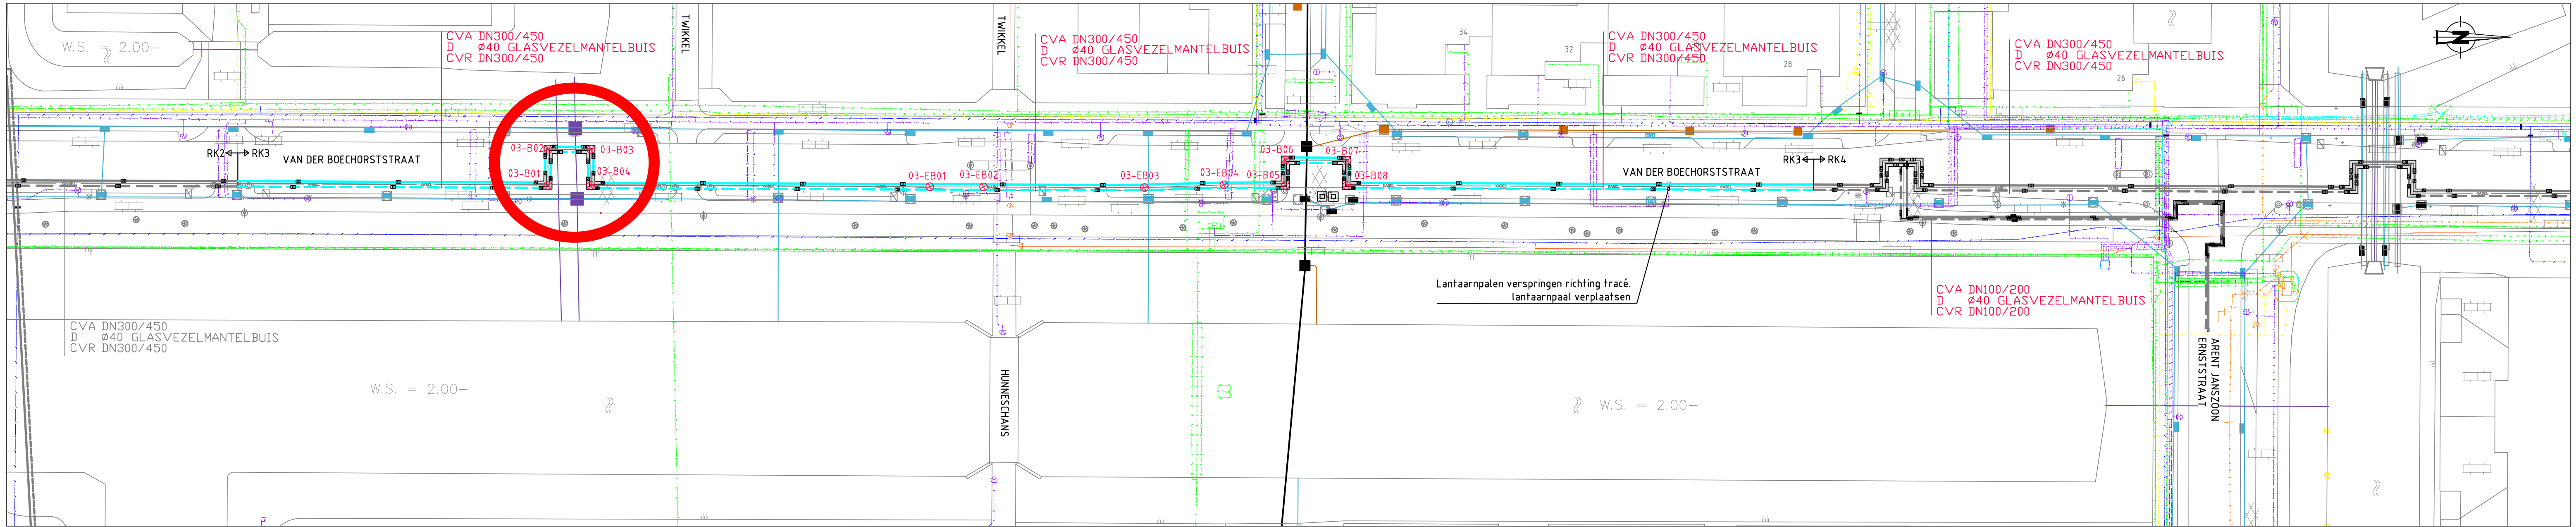 W.S. = 2.00-
CVA DN300/450
D Ø40 GLASVEZELMANTELBUIS
CVR DN300/450
TWIKKEL
TWIKKEL
CVA DN300/450
D Ø40 GLASVEZELMANTELBUIS
CVR DN300/450
34
32
CVA DN300/450
D Ø40 GLASVEZELMANTELBUIS
CVR DN300/450
28
CVA DN300/450
D Ø40 GLASVEZELMANTELBUIS
CVR DN300/450
26
N
RK2 RK3
VAN DER BOECHORSTSTRAAT
03-B02
03-B03
03-B01
03-B04
03-EB01
03-EB02
03-EB03
03-EB04
03-B05
03-B06
03-B07
03-B08
VAN DER BOECHORSTSTRAAT
RK3 RK4
Lantaarnpalen verspringen richting tracé.
lantaarnpaal verplaatsen
CVA DN100/200
D Ø40 GLASVEZELMANTELBUIS
CVR DN100/200
CVA DN300/450
D Ø40 GLASVEZELMANTELBUIS
CVR DN300/450
W.S. = 2.00-
HUNNESCHANS
W.S. = 2.00-
ARENT JANSZOON
ERNSTSTRAAT